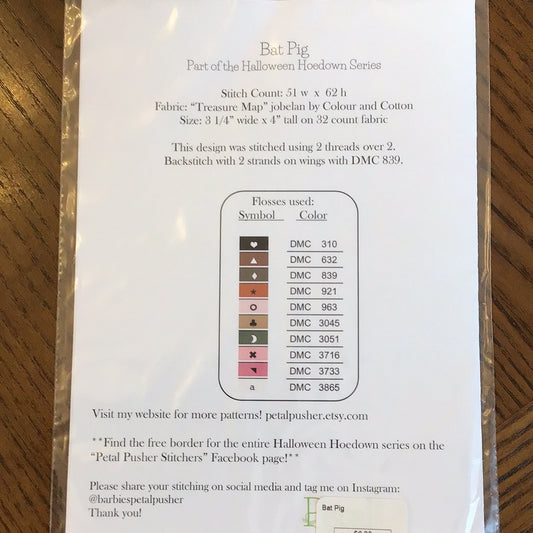 Bat Pig
Part of the Halloween Hoedown Series
Stitch Count: 51 w x 62 h
Fabric: "Treasure Map" jobelan by Colour and Cotton
Size: 3 1/4" wide x 4" tall on 32 count fabric
This design was stitched using 2 threads over 2.
Backstitch with 2 strands on wings with DMC 839.
Flosses used:
Symbol Color
DMC 310
DMC 632
DMC 839
DMC 921
DMC 963
DMC 3045
DMC 3051
DMC 3716
DMC 3733
a DMC 3865
Visit my website for more patterns! petalpusher.etsy.com
**Find the free border for the entire Halloween Hoedown series on the
"Petal Pusher Stitchers" Facebook page!**
Please share your stitching on social media and tag me on Instagram:
@barbiespetalpusher
Thank you!
Bat Pig